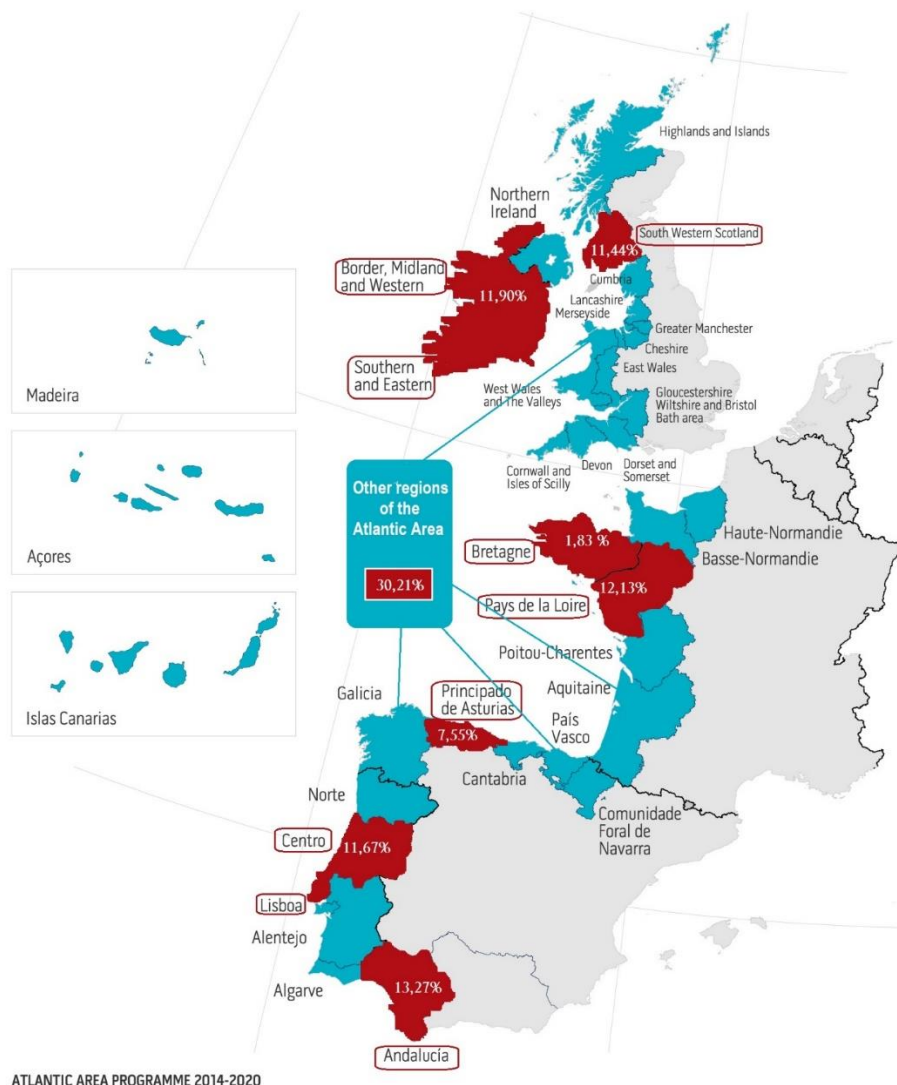 Highlands and Islands
Northern
Ireland
South Western Scotland
11,44%
Border, Midland
and Western
11,90%
Cumbria
Lancashire
Merseyside
Greater Manchester
Cheshire
East Wales
Southern
and Eastern
West Wales
and The Valleys
Gloucestershire
Wiltshire and Bristol
Bath area
Cornwall and
Isles of Scilly
Devon
Dorset and
Somerset
Madeira
Açores
Islas Canarias
Other regions
of the
Atlantic Area
30,21%
Haute-Normandie
Basse-Normandie
Bretagne
1,83 %
Pays de la Loire
12,13%
Poitou-Charentes
Aquitaine
Galicia
Principado
de Asturias
7,55%
País
Vasco
Cantabria
Comunidade
Foral de
Navarra
Norte
Centro
11,67%
Lisboa
Alentejo
Algarve
13,27%
Andalucía
ATLANTIC AREA PROGRAMME 2014-2020